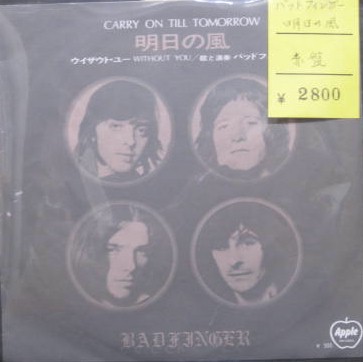 CARRY ON TILL TOMORROW
明日の風
ウイザウト・ユー WITHOUT YOU/歌と演奏 バッドフ
バッドフィンガー
明日の風
赤盤
¥ 2800
BADFINGER
Apple